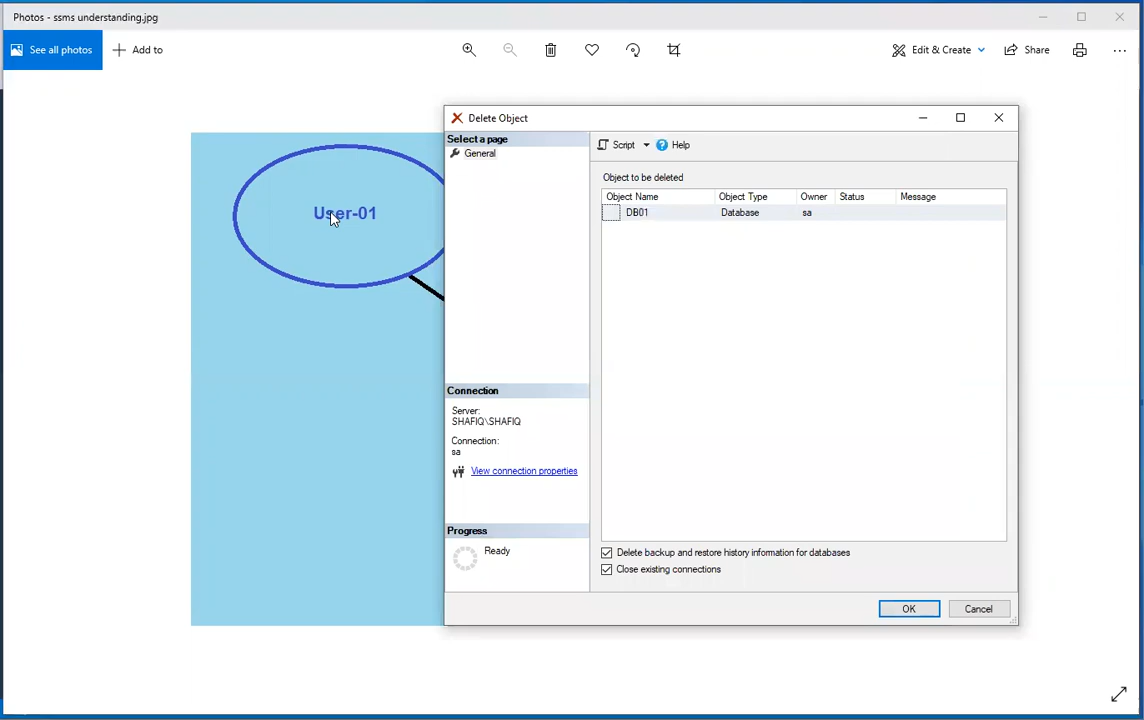 Photos - ssms understanding.jpg
See all photos
Add to
Edit & Create
Share
User-01
Delete Object
Select a page
General
Script
Help
Object to be deleted
Object Name Object Type Owner Status Message
DB01 Database sa
Connection
Server:
SHAFIQ\SHAFIQ
Connection:
sa
View connection properties
Progress
Ready
Delete backup and restore history information for databases
Close existing connections
OK Cancel